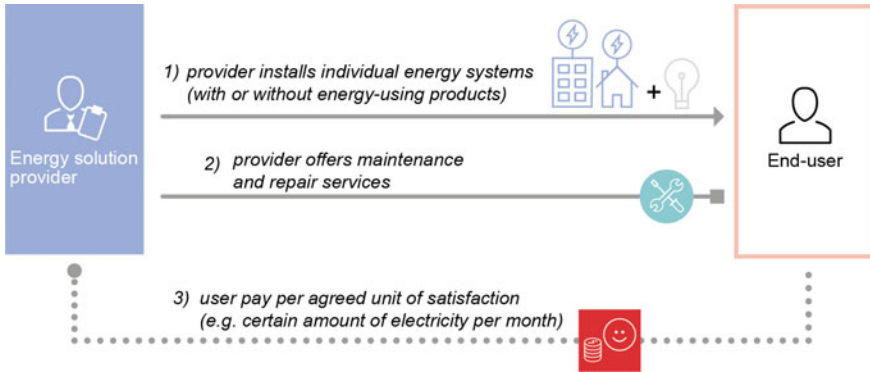 1) provider installs individual energy systems
(with or without energy-using products)
+
Energy solution
provider
2) provider offers maintenance
and repair services
End-user
3) user pay per agreed unit of satisfaction
(e.g. certain amount of electricity per month)